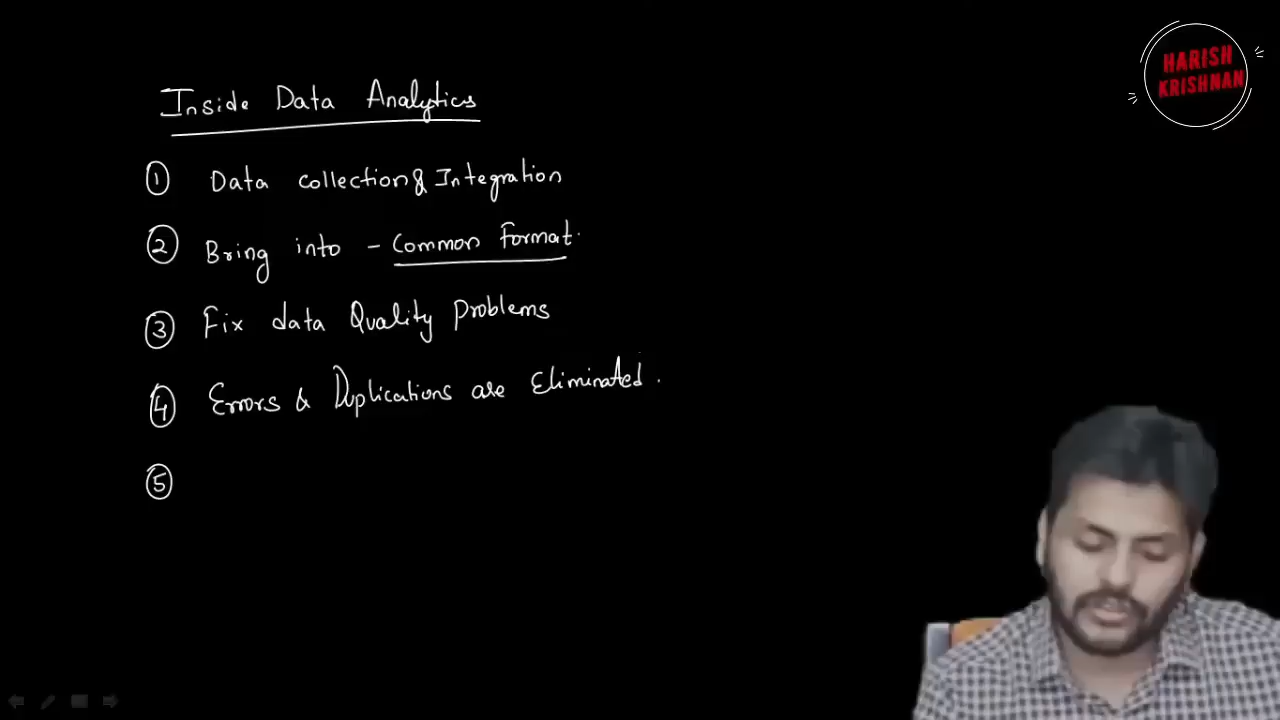 HARISH
KRISHNAN
Inside Data Analytics
① Data collection & Integration
② Bring into - Common Format.
③ Fix data Quality Problems
④ Errors & Duplications are Eliminated.
⑤